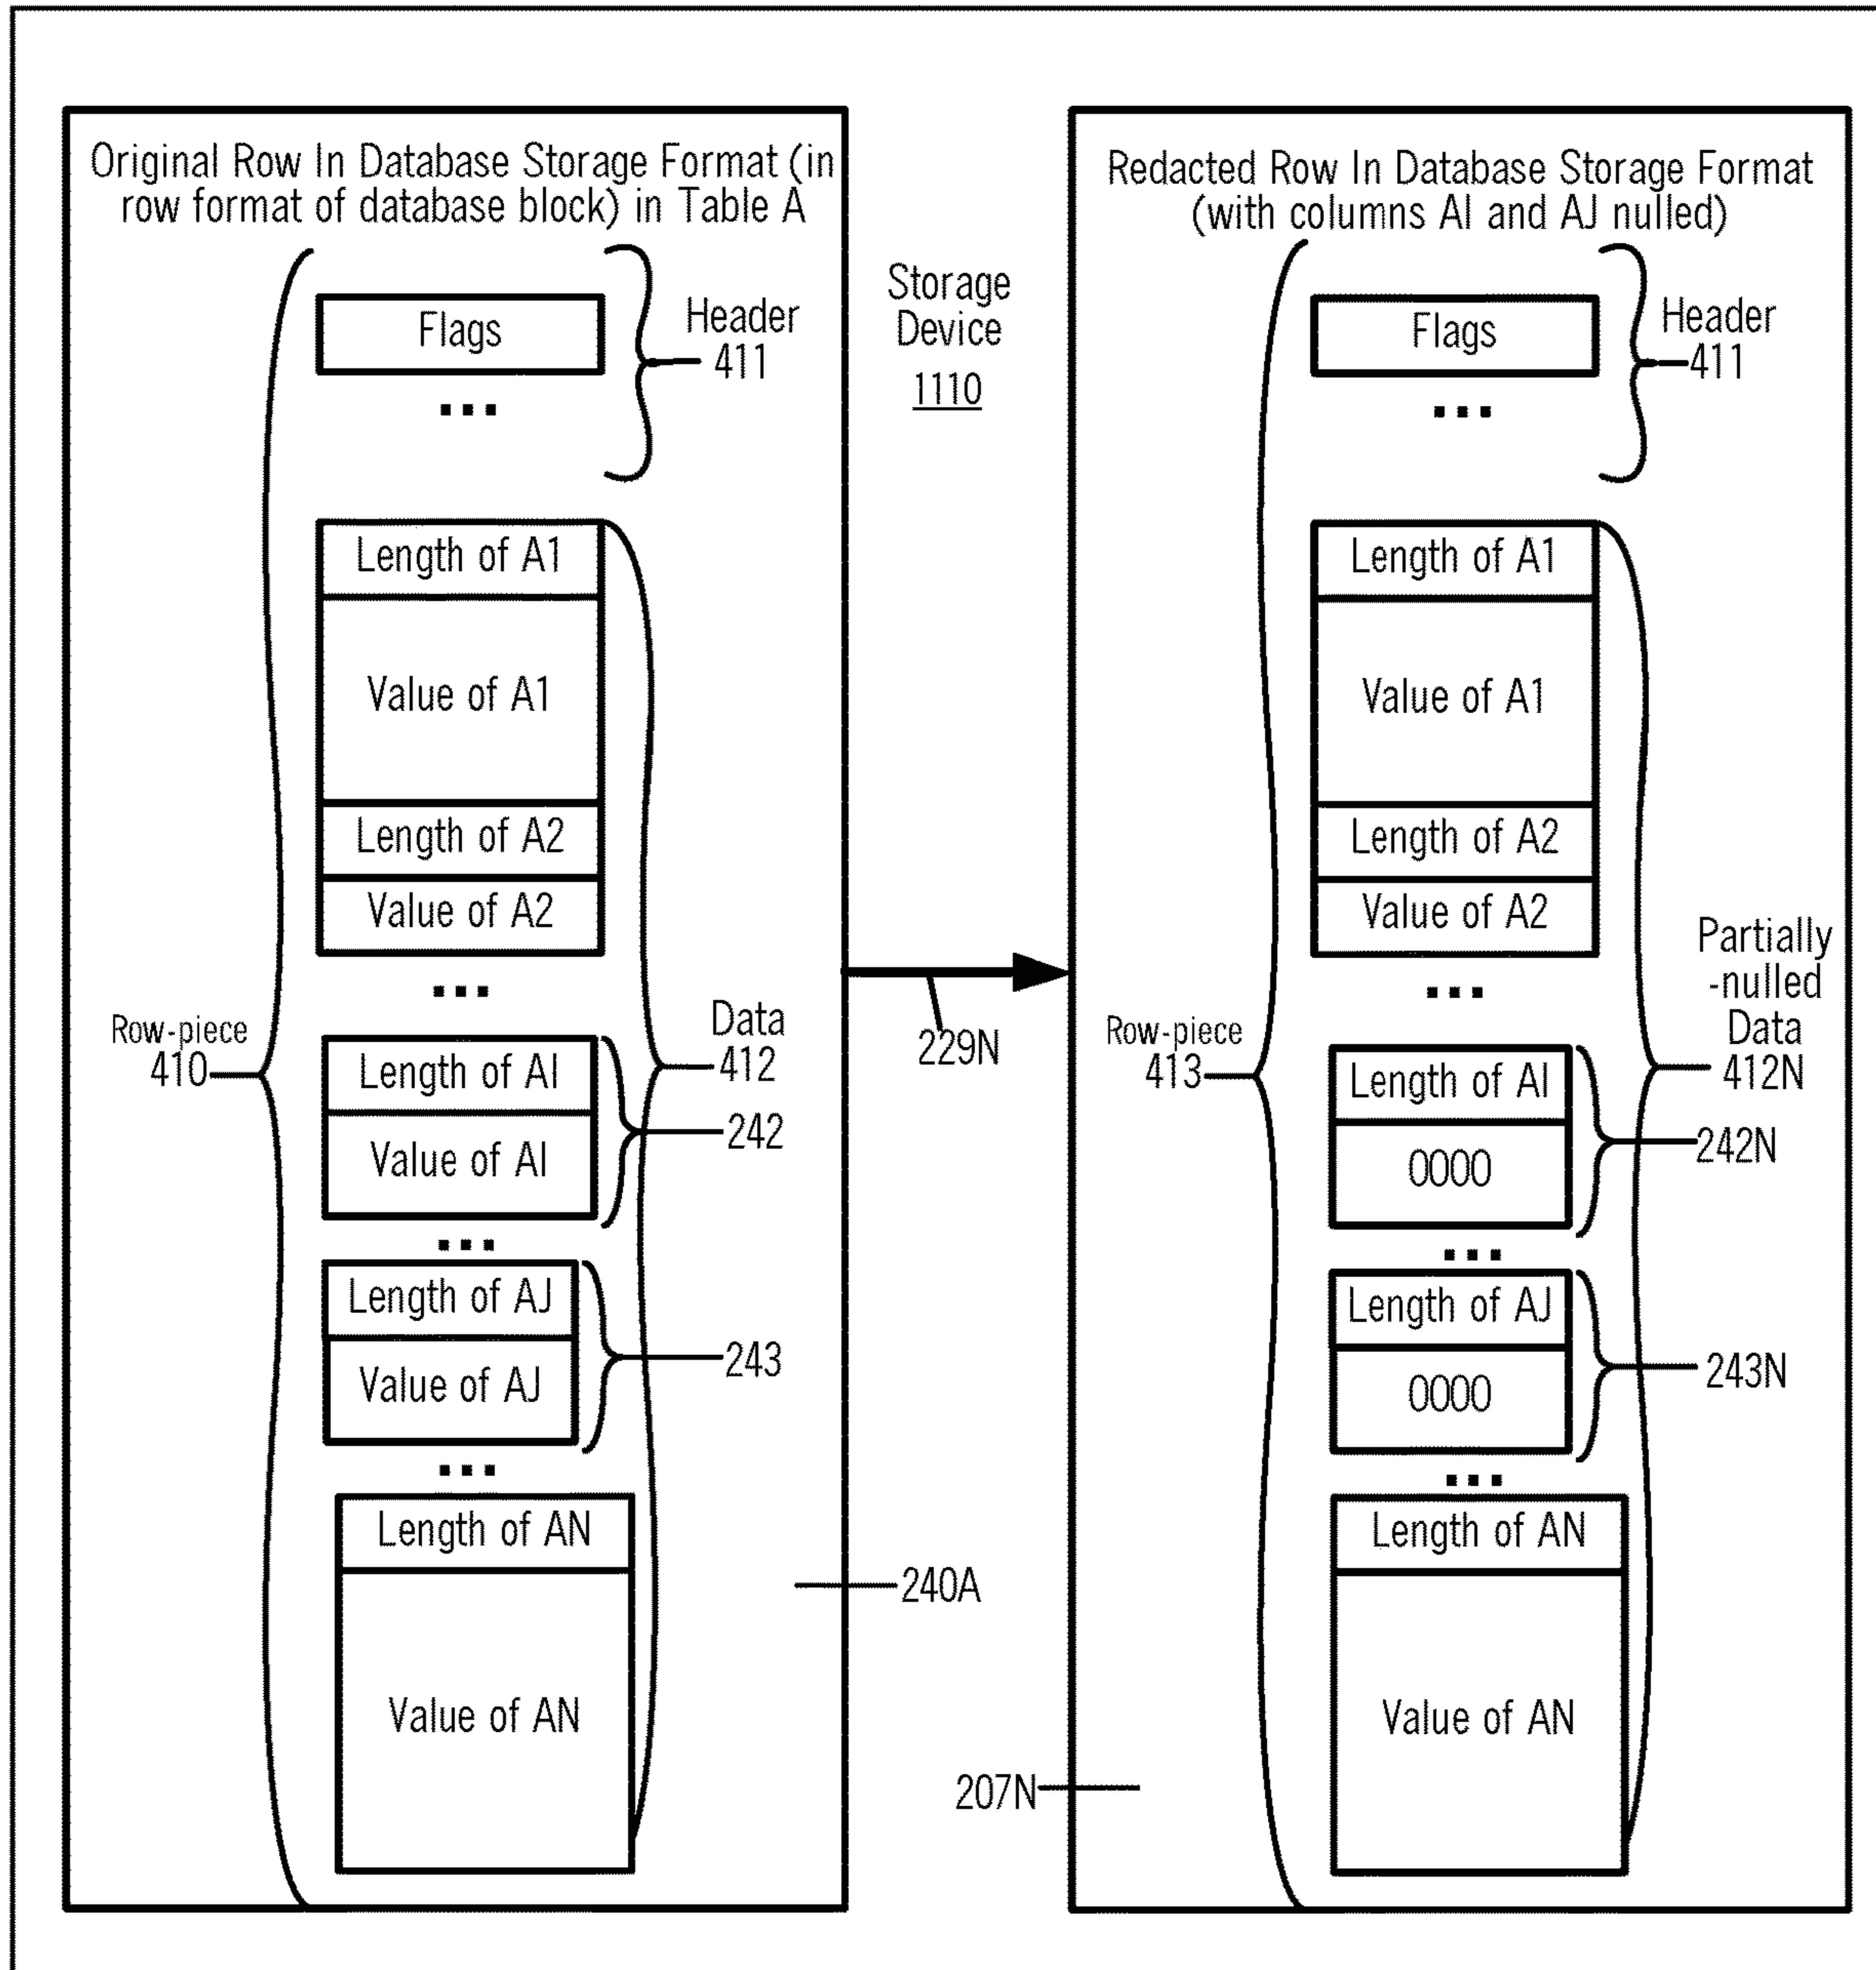 Original Row In Database Storage Format (in
row format of database block) in Table A
Flags
Header
411
...
Length of A1
Value of A1
Length of A2
Value of A2
...
Row-piece
410
Data
412
Length of AI
Value of AI
242
...
Length of AJ
Value of AJ
243
...
Length of AN
Value of AN
240A
Storage
Device
1110
229N
Redacted Row In Database Storage Format
(with columns AI and AJ nulled)
Flags
Header
411
...
Length of A1
Value of A1
Length of A2
Value of A2
...
Row-piece
413
Partially
-nulled
Data
412N
Length of AI
0000
242N
...
Length of AJ
0000
243N
...
Length of AN
Value of AN
207N